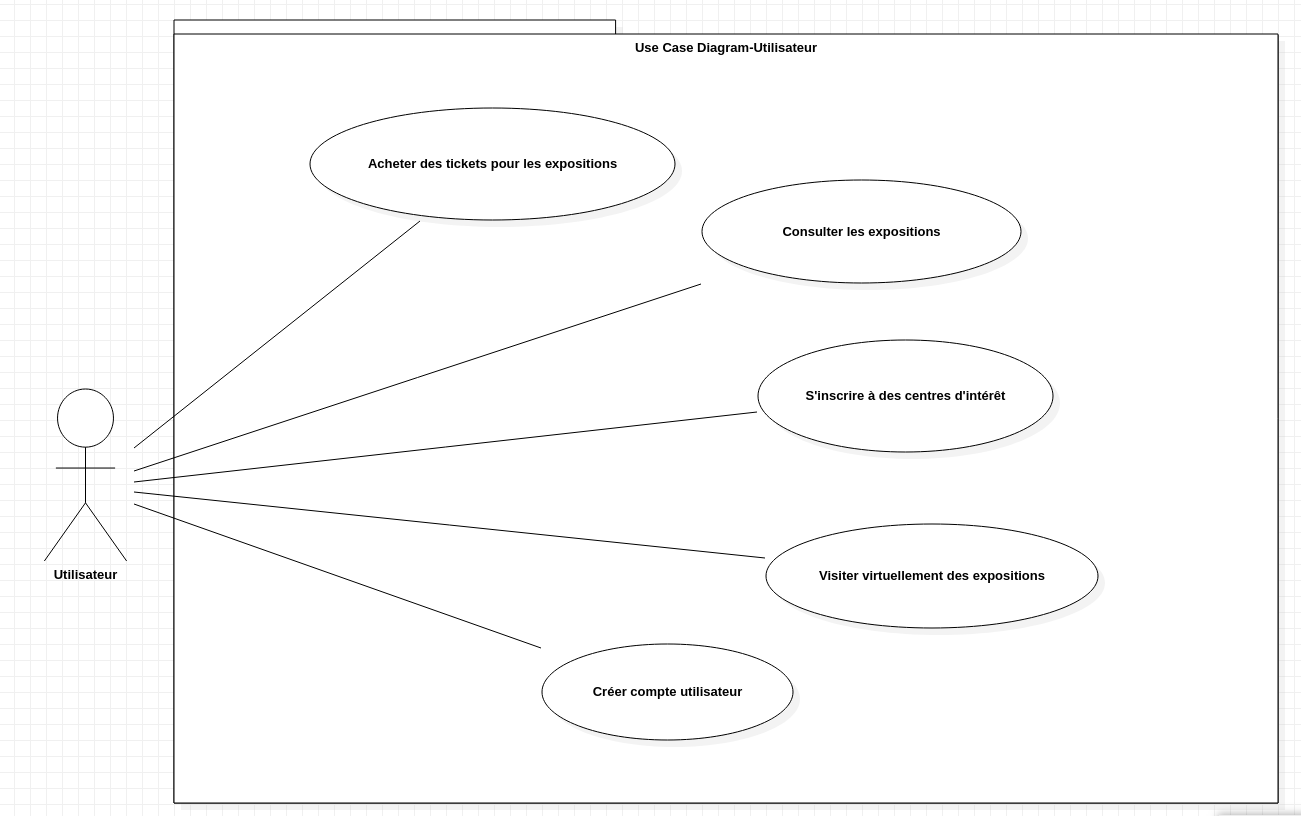 Use Case Diagram-Utilisateur
Acheter des tickets pour les expositions
Consulter les expositions
S'inscrire à des centres d'intérêt
Utilisateur
Visiter virtuellement des expositions
Créer compte utilisateur